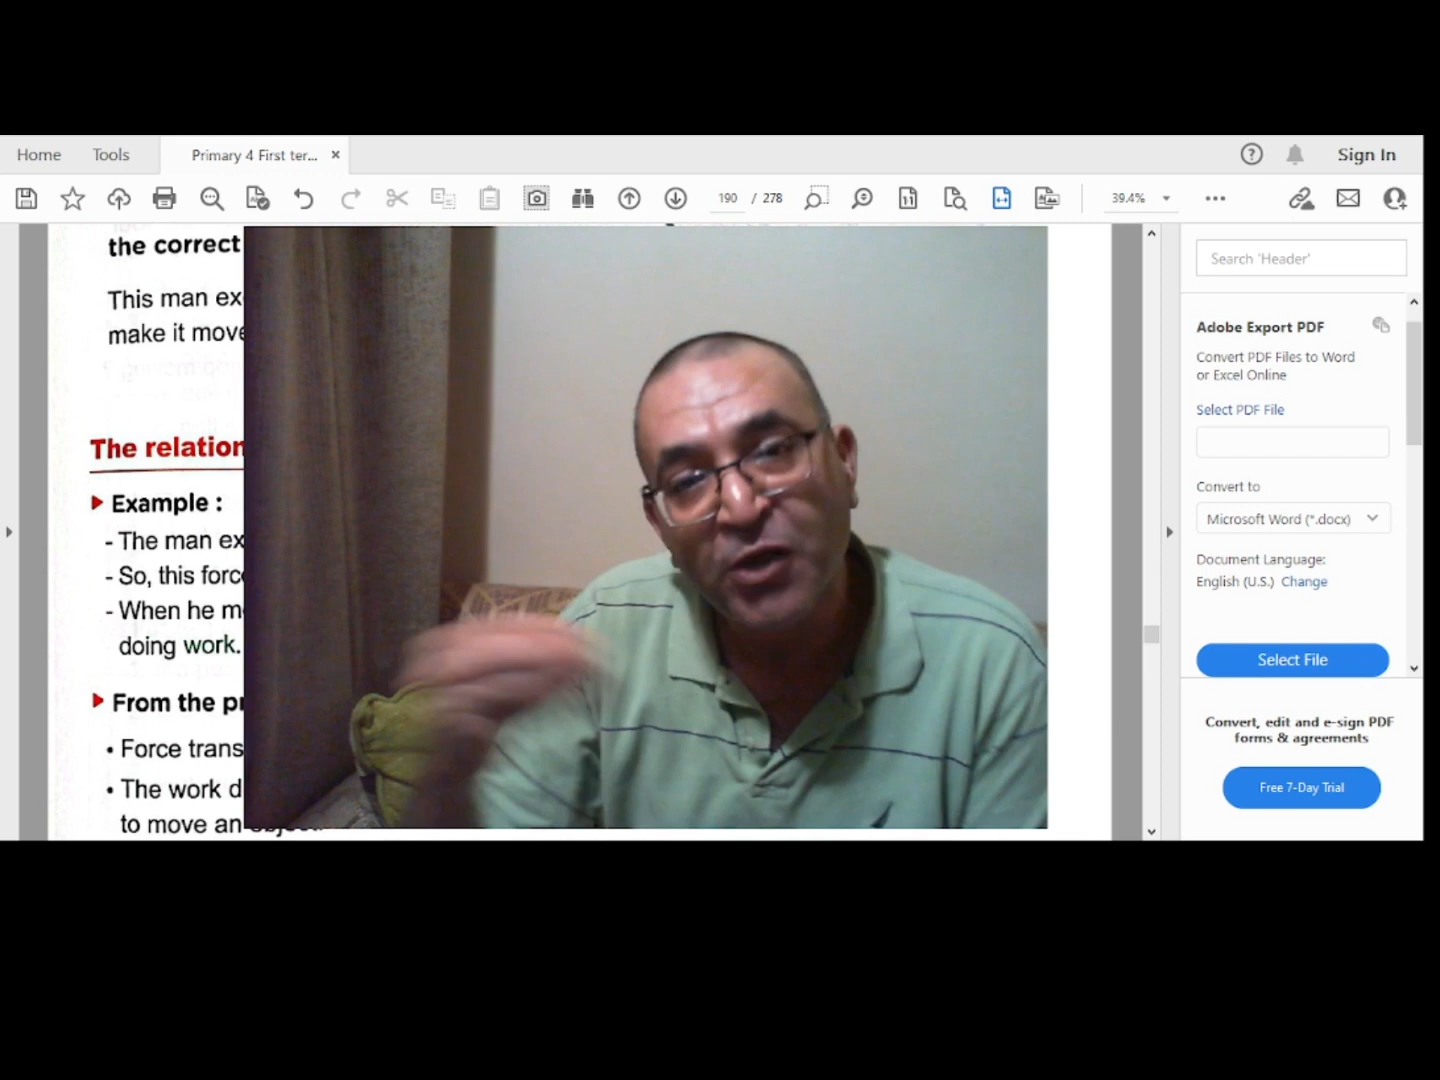 Home Tools Primary 4 First ter... × Sign In
190 / 278 39.4%
the correct
This man ex
make it move
The relation
Example :
- The man ex
- So, this forc
- When he m
doing work.
From the pr
• Force trans
• The work d
to move an object.
Search 'Header'
Adobe Export PDF
Convert PDF Files to Word
or Excel Online
Select PDF File
Convert to
Microsoft Word (*.docx)
Document Language:
English (U.S.) Change
Select File
Convert, edit and e-sign PDF
forms & agreements
Free 7-Day Trial